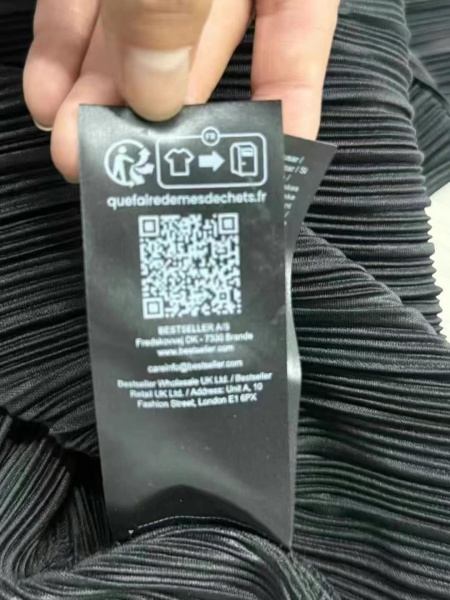 FR
quefairedemesdechets.fr
BESTSELLER A/S
Fredskovvej DK - 7330 Brande
www.bestseller.com
careinfo@bestseller.com
Bestseller Wholesale UK Ltd. / Bestseller
Retail UK Ltd. / Address: Unit A, 10
Fashion Street, London E1 6PX